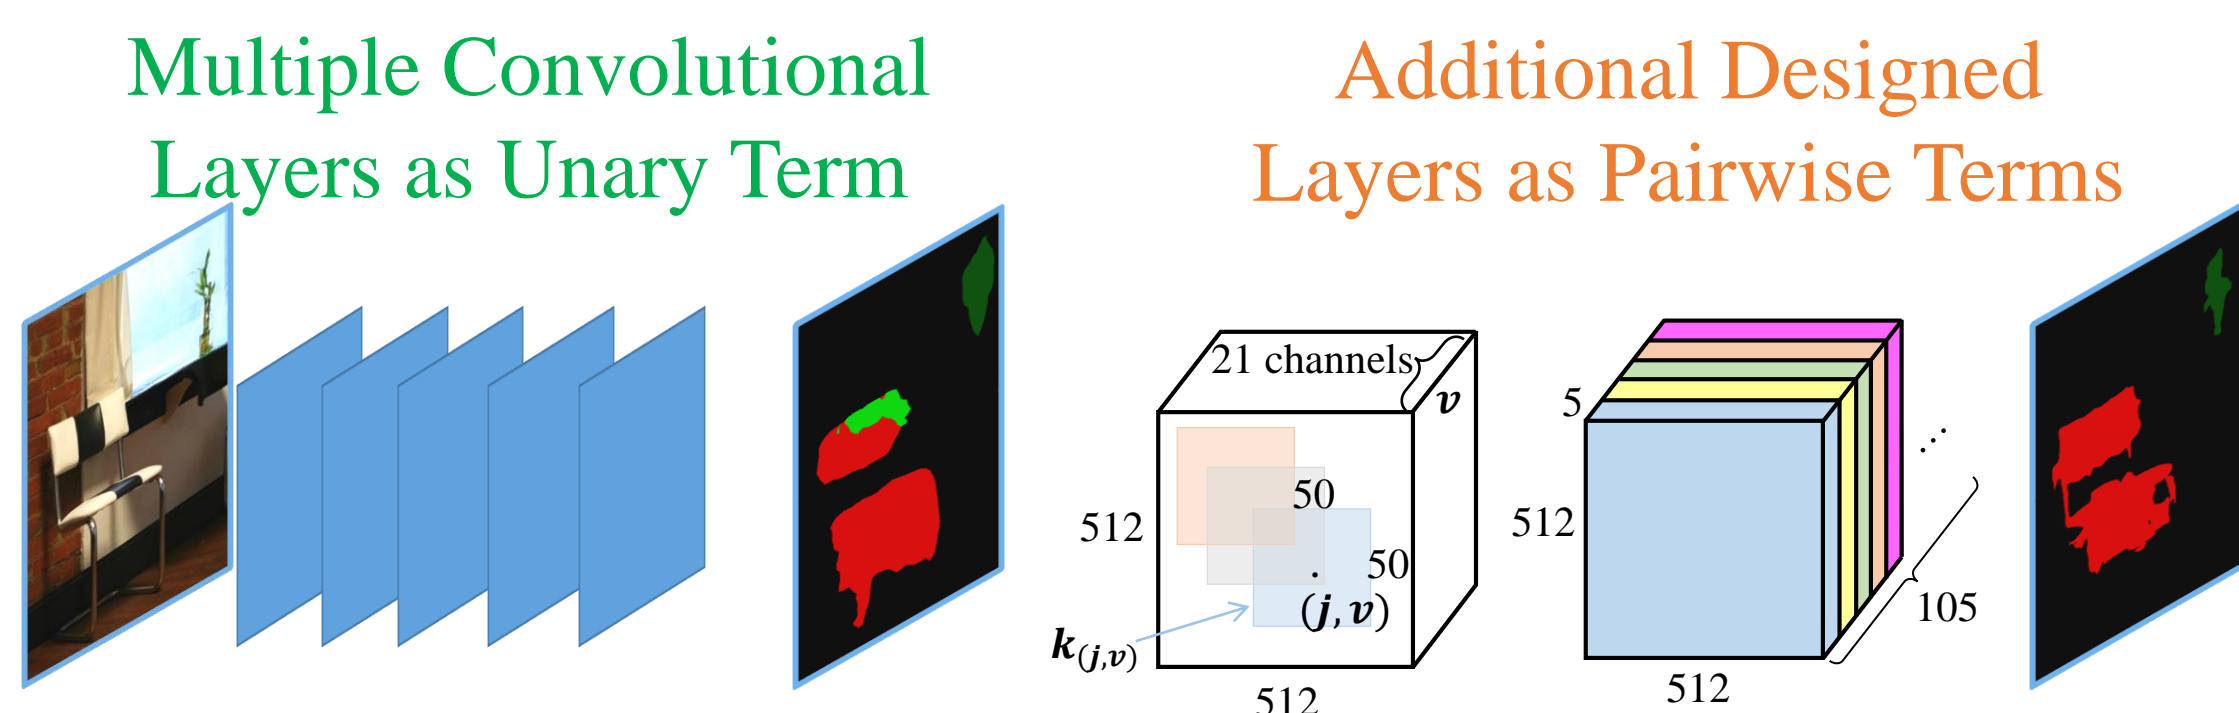 Multiple Convolutional
Layers as Unary Term
Additional Designed
Layers as Pairwise Terms
21 channels
v
50
512
50
(j, v)
k(j,v)
512
5
512
...
105
512